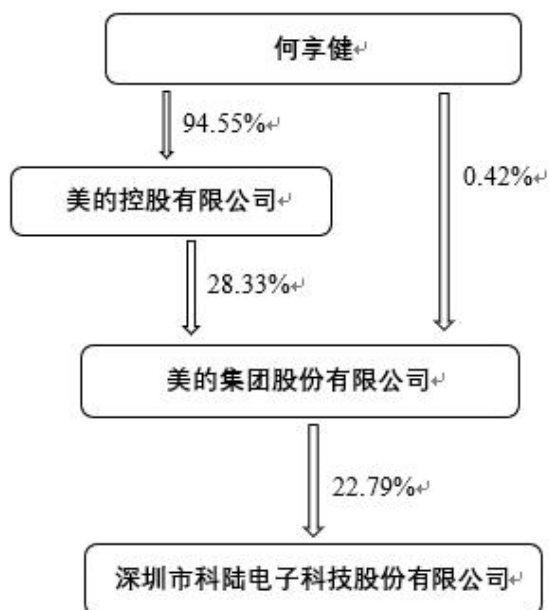 何享健
94.55%
0.42%
美的控股有限公司
28.33%
美的集团股份有限公司
22.79%
深圳市科陆电子科技股份有限公司